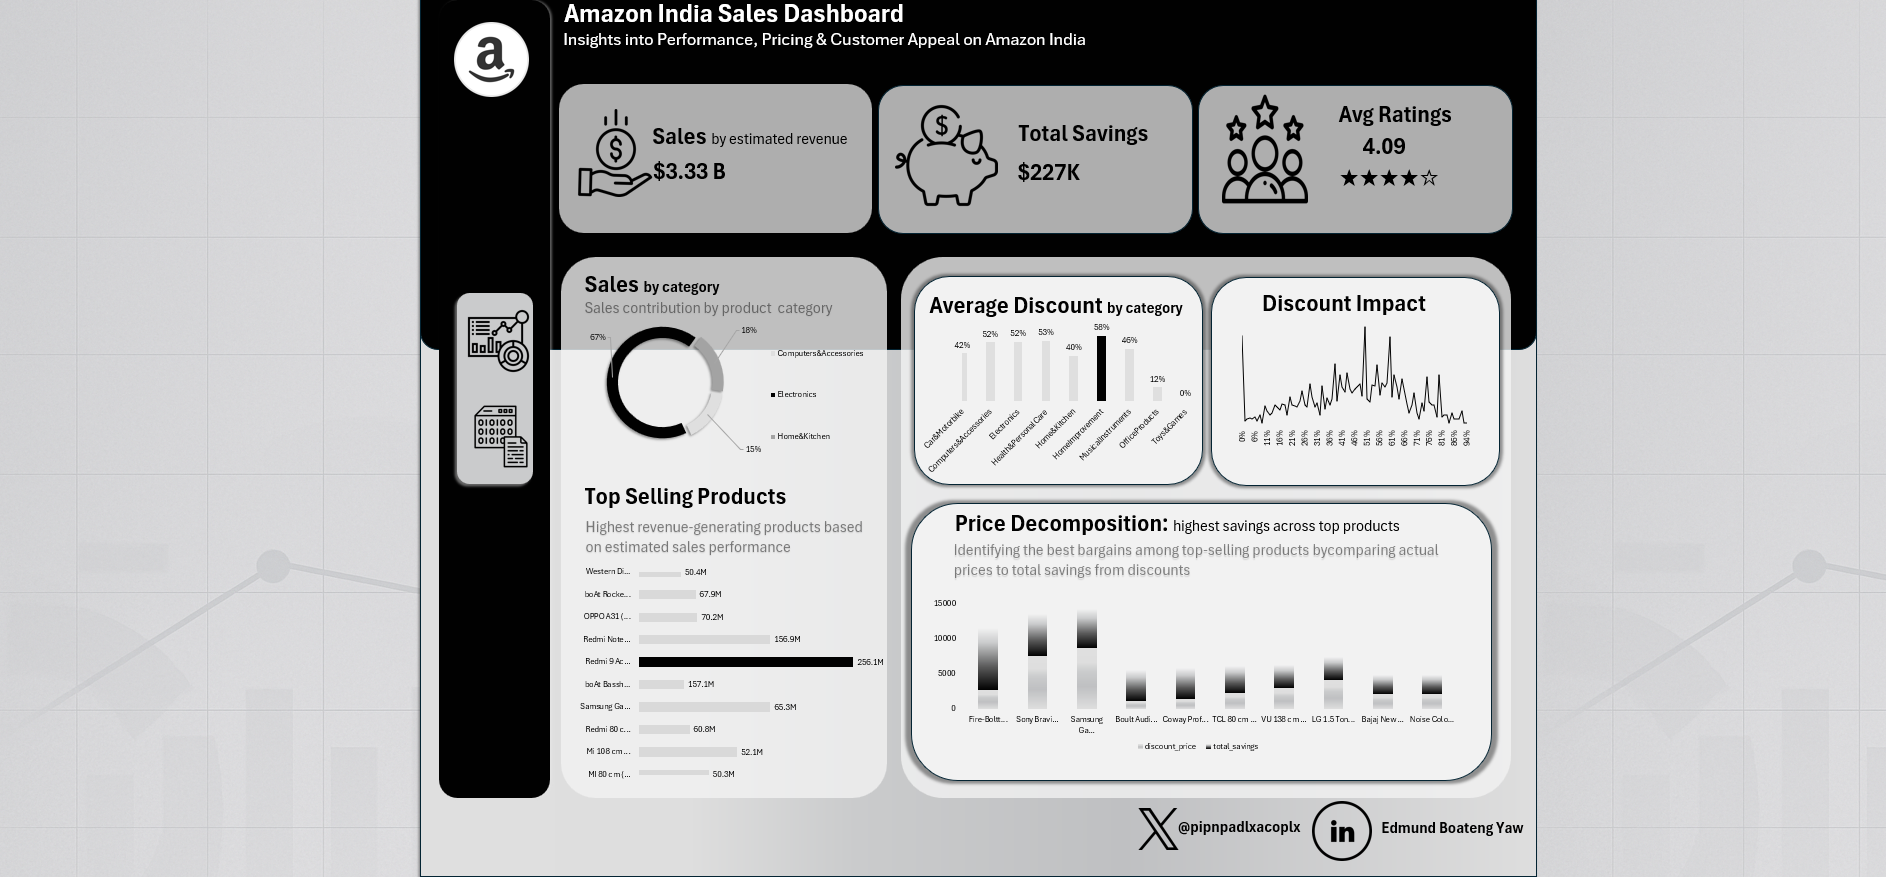 Amazon India Sales Dashboard
Insights into Performance, Pricing & Customer Appeal on Amazon India
a
Sales by estimated revenue
$3.33 B
Total Savings
$227K
Avg Ratings
4.09
★★★★☆
Sales by category
Sales contribution by product category
67%
18%
15%
Computers&Accessories
Electronics
Home&Kitchen
Top Selling Products
Highest revenue-generating products based
on estimated sales performance
Western Di... 50.4M
boAt Rocke... 67.9M
OPPO A31 (... 70.2M
Redmi Note... 156.9M
Redmi 9 Ac... 256.1M
boAt Bassh... 157.1M
Samsung Ga... 65.3M
Redmi 80 c... 60.8M
Mi 108 cm... 52.1M
MI 80 cm (... 50.3M
Average Discount by category
42% 52% 52% 53% 40% 58% 46% 12% 0%
Car&Motorbike
Computers&Accessories
Electronics
Health&PersonalCare
Home&Kitchen
HomeImprovement
MusicalInstruments
OfficeProducts
Toys&Games
Discount Impact
0% 6% 11% 16% 21% 26% 31% 36% 41% 46% 51% 56% 61% 66% 71% 76% 81% 86% 94%
Price Decomposition: highest savings across top products
Identifying the best bargains among top-selling products bycomparing actual
prices to total savings from discounts
15000
10000
5000
0
Fire-Boltt... Sony Bravi... Samsung Ga... Boult Audi... Coway Prof... TCL 80 cm ... VU 138 cm ... LG 1.5 Ton... Bajaj New ... Noise Colo...
discount_price total_savings
@pipnpadlxacoplx
in
Edmund Boateng Yaw